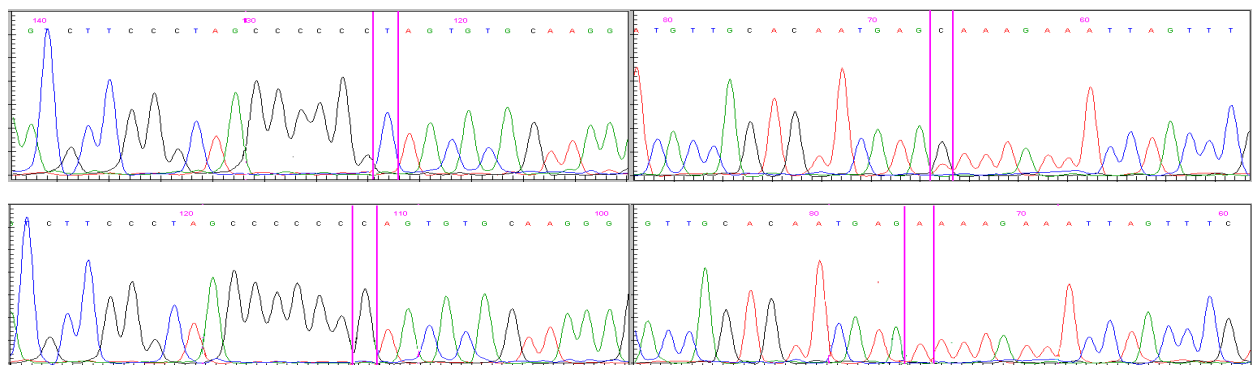 140 130 120
G T C T T C C C T A G C C C C C C T A G T G T G C A A G G
80 70 60
A T G T T G C A C A A T G A G C A A A G A A A T T A G T T T
120 110 100
T C T T C C C T A G C C C C C C C A G T G T G C A A G G G
80 70 60
G T T G C A C A A T G A G A A A A G A A A T T A G T T T C